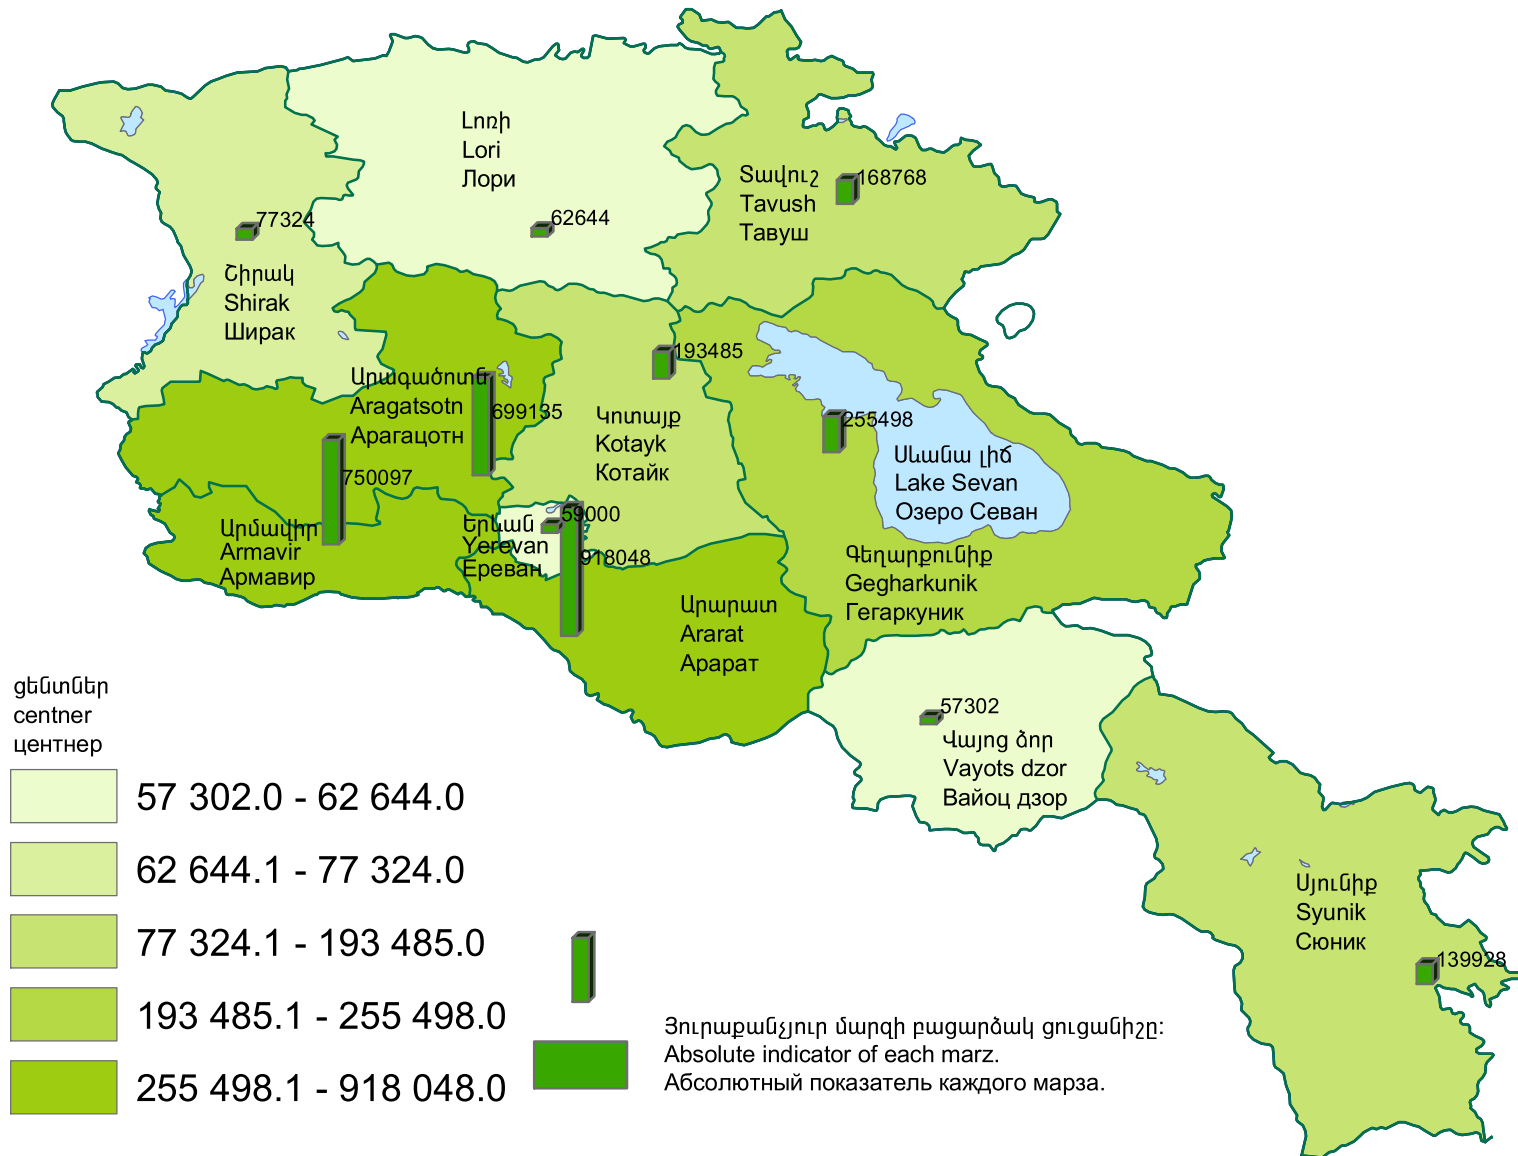 Լոռի
Lori
Лори
Տավուշ
Tavush
Тавуш
168768
77324
62644
Շիրակ
Shirak
Ширак
193485
Արագածոտն
Aragatsotn
Арагацотн
699135
Կոտայք
Kotayk
Котайк
255498
Սևանա լիճ
Lake Sevan
Озеро Севан
750097
Արմավիր
Armavir
Армавир
Երևան
Yerevan
Ереван
59000
918048
Գեղարքունիք
Gegharkunik
Гегаркуник
Արարատ
Ararat
Арарат
57302
Վայոց ձոր
Vayots dzor
Вайоц дзор
Սյունիք
Syunik
Сюник
139928
ցենտներ
centner
центнер
57 302.0 - 62 644.0
62 644.1 - 77 324.0
77 324.1 - 193 485.0
193 485.1 - 255 498.0
255 498.1 - 918 048.0
Յուրաքանչյուր մարզի բացարձակ ցուցանիշը:
Absolute indicator of each marz.
Абсолютный показатель каждого марза.